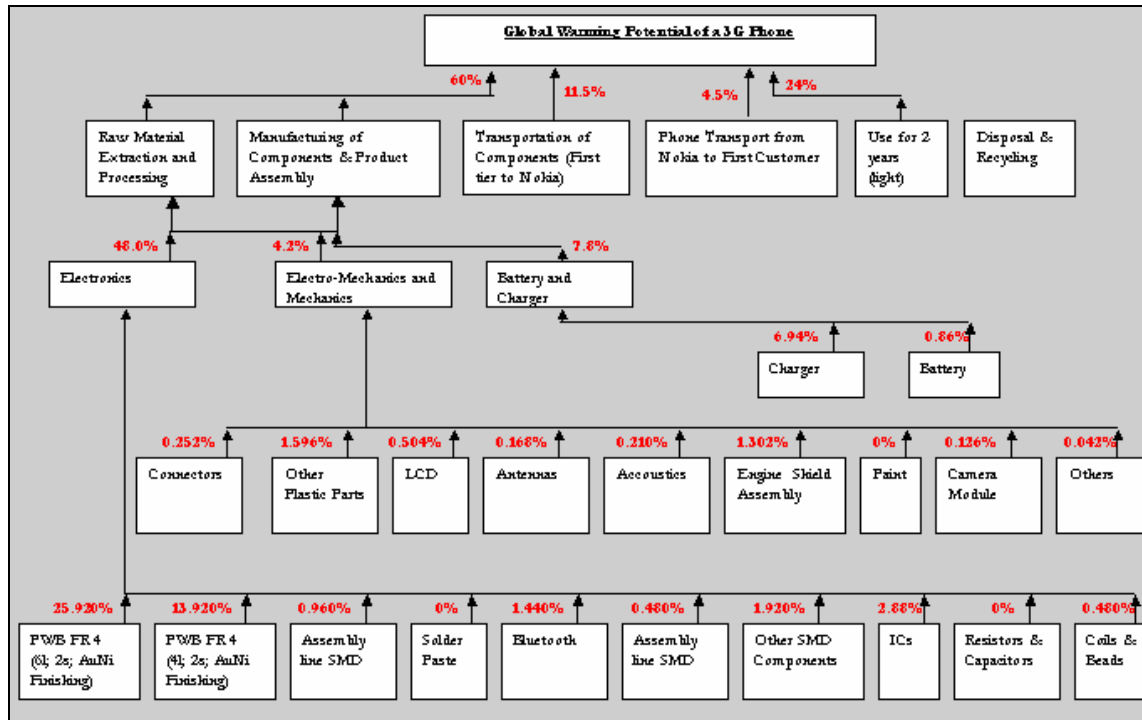 Global Warming Potential of a 3G Phone
60%
11.5%
4.5%
24%
Raw Material
Extraction and
Processing
Manufacturing of
Components & Product
Assembly
Transportation of
Components (First
tier to Nokia)
Phone Transport from
Nokia to First Customer
Use for 2
years
(light)
Disposal &
Recycling
48.0%
4.2%
7.8%
Electronics
Electro-Mechanics and
Mechanics
Battery and
Charger
6.94%
0.86%
Charger
Battery
0.252%
1.596%
0.504%
0.168%
0.210%
1.302%
0%
0.126%
0.042%
Connectors
Other
Plastic Parts
LCD
Antennas
Accoustics
Engine Shield
Assembly
Paint
Camera
Module
Others
25.920%
13.920%
0.960%
0%
1.440%
0.480%
1.920%
2.88%
0%
0.480%
PWB FR4
(6l; 2s; AuNi
Finishing)
PWB FR4
(4l; 2s; AuNi
Finishing)
Assembly
line SMD
Solder
Paste
Bluetooth
Assembly
line SMD
Other SMD
Components
ICs
Resistors &
Capacitors
Coils &
Beads